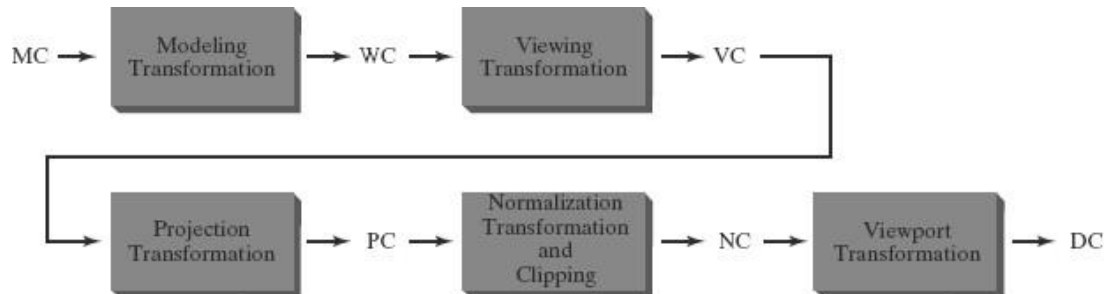 MC
Modeling
Transformation
WC
Viewing
Transformation
VC
Projection
Transformation
PC
Normalization
Transformation
and
Clipping
NC
Viewport
Transformation
DC